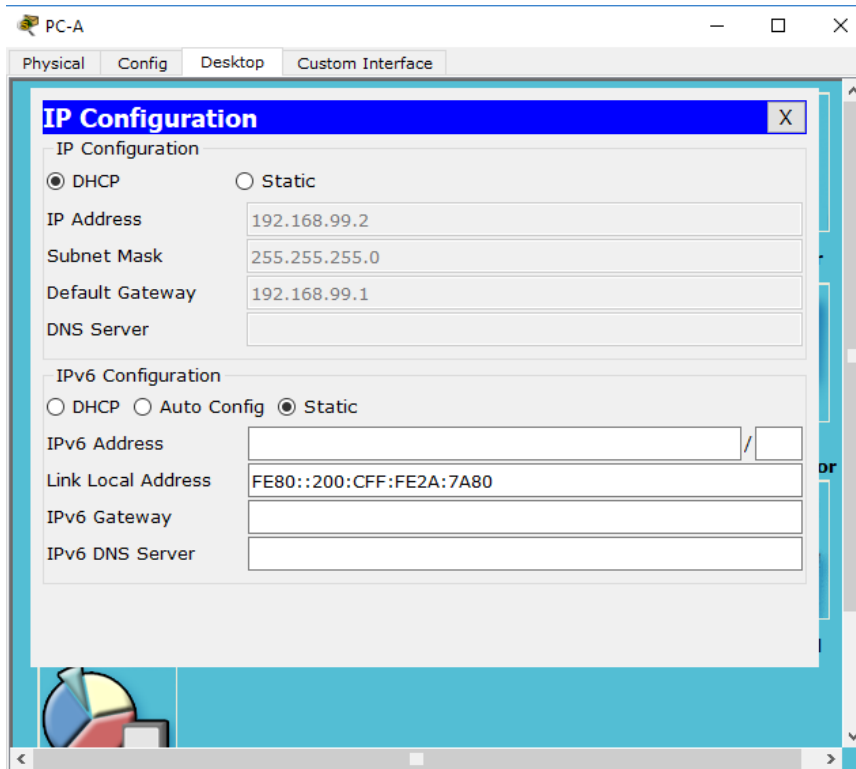 PC-A
Physical Config Desktop Custom Interface
IP Configuration X
IP Configuration
DHCP Static
IP Address 192.168.99.2
Subnet Mask 255.255.255.0
Default Gateway 192.168.99.1
DNS Server
IPv6 Configuration
DHCP Auto Config Static
IPv6 Address /
Link Local Address FE80::200:CFF:FE2A:7A80
IPv6 Gateway
IPv6 DNS Server
or